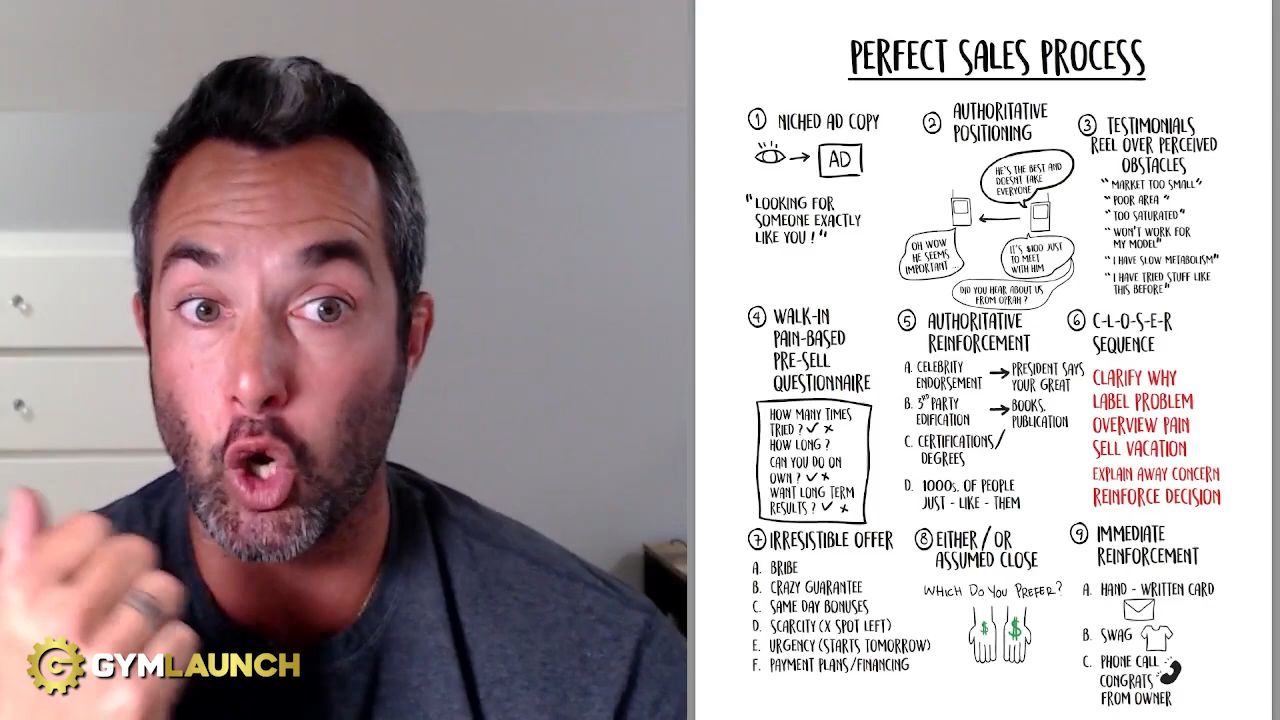 PERFECT SALES PROCESS
1 NICHED AD COPY
AD
"LOOKING FOR
SOMEONE EXACTLY
LIKE YOU!"
2 AUTHORITATIVE
POSITIONING
HE'S THE BEST AND
DOESNT TAKE
EVERYONE
OH WOW
HE SEEMS
IMPORTANT...
IT'S $100 JUST
TO MEET
WITH HIM
DID YOU HEAR ABOUT US
FROM OPRAH?
3 TESTIMONIALS
REEL OVER PERCEIVED
OBSTACLES
"MARKET TOO SMALL"
"POOR AREA"
"TOO SATURATED"
"WON'T WORK FOR
MY MODEL"
"I HAVE SLOW METABOLISM"
"I HAVE TRIED STUFF LIKE
THIS BEFORE"
4 WALK-IN
PAIN-BASED
PRE-SELL
QUESTIONNAIRE
HOW MANY TIMES
TRIED? ✓ ×
HOW LONG?
CAN YOU DO ON
OWN? ✓ ×
WANT LONG TERM
RESULTS? ✓ ×
5 AUTHORITATIVE
REINFORCEMENT
A. CELEBRITY
ENDORSEMENT
→ PRESIDENT SAYS
YOUR GREAT
B. 3RD PARTY
EDIFICATION
→ BOOKS,
PUBLICATION
C. CERTIFICATIONS/
DEGREES
D. 1000s. OF PEOPLE
JUST - LIKE - THEM
6 C-L-O-S-E-R
SEQUENCE
CLARIFY WHY
LABEL PROBLEM
OVERVIEW PAIN
SELL VACATION
EXPLAIN AWAY CONCERN
REINFORCE DECISION
7 IRRESISTIBLE OFFER
A. BRIBE
B. CRAZY GUARANTEE
C. SAME DAY BONUSES
D. SCARCITY (X SPOT LEFT)
E. URGENCY (STARTS TOMORROW)
F. PAYMENT PLANS/FINANCING
8 EITHER/OR
ASSUMED CLOSE
WHICH DO YOU PREFER?
$ $
9 IMMEDIATE
REINFORCEMENT
A. HAND - WRITTEN CARD
B. SWAG
C. PHONE CALL
CONGRATS
FROM OWNER
G GYMLAUNCH